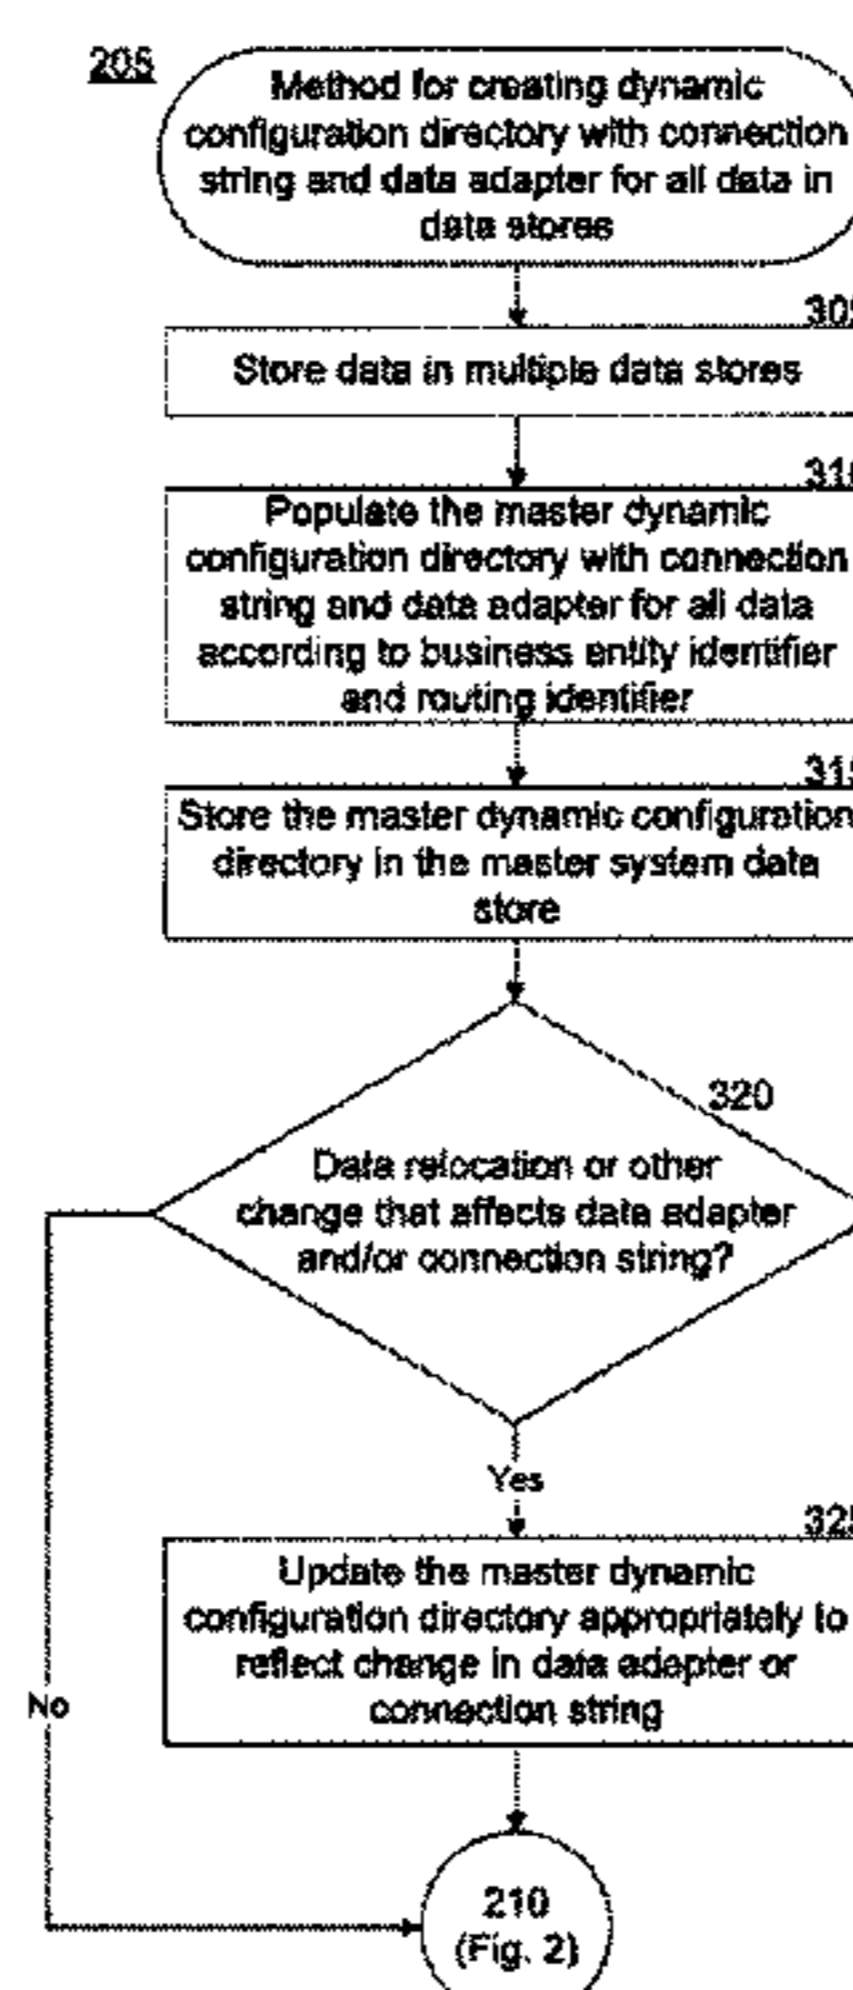 205
Method for creating dynamic
configuration directory with connection
string and data adapter for all data in
data stores
Store data in multiple data stores
Populate the master dynamic
configuration directory with connection
string and data adapter for all data
according to business entity identifier
and routing identifier
Store the master dynamic configuration
directory in the master system data
store
320
Data relocation or other
change that affects data adapter
and/or connection string?
Yes
Update the master dynamic
configuration directory appropriately to
reflect change in data adapter or
connection string
No
210
(Fig. 2)